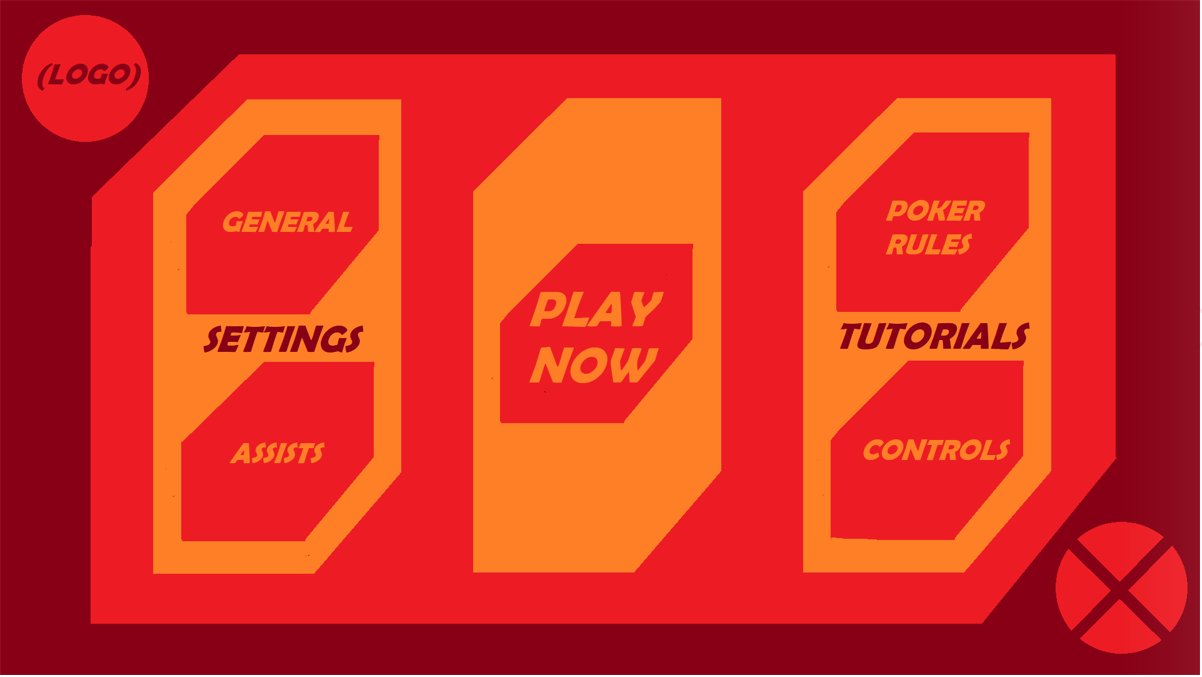 (LOGO)
GENERAL
SETTINGS
ASSISTS
PLAY
NOW
POKER
RULES
TUTORIALS
CONTROLS